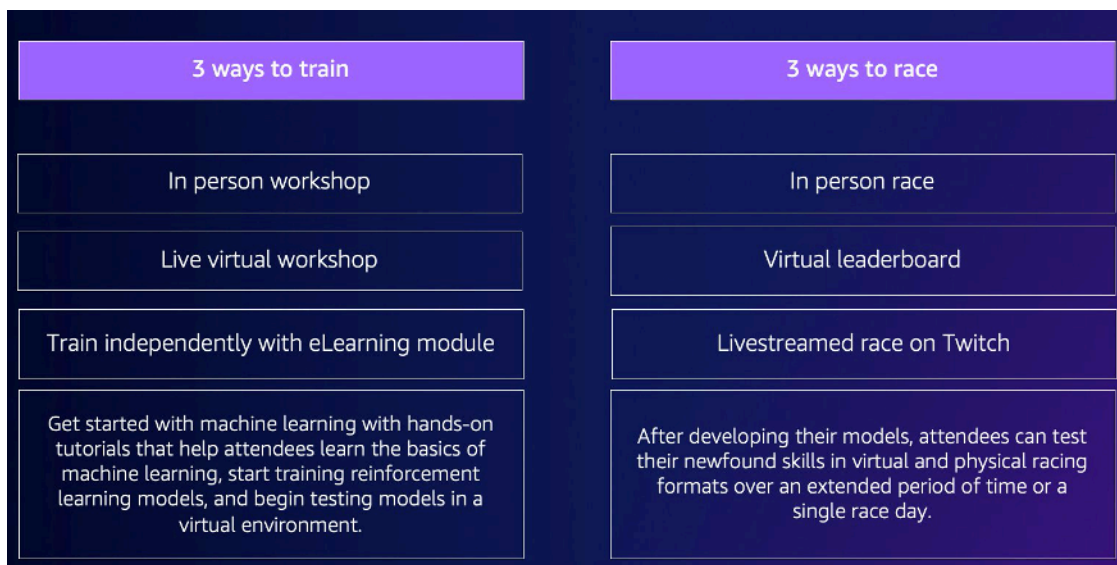 3 ways to train
In person workshop
Live virtual workshop
Train independently with eLearning module
Get started with machine learning with hands-on
tutorials that help attendees learn the basics of
machine learning, start training reinforcement
learning models, and begin testing models in a
virtual environment.
3 ways to race
In person race
Virtual leaderboard
Livestreamed race on Twitch
After developing their models, attendees can test
their newfound skills in virtual and physical racing
formats over an extended period of time or a
single race day.